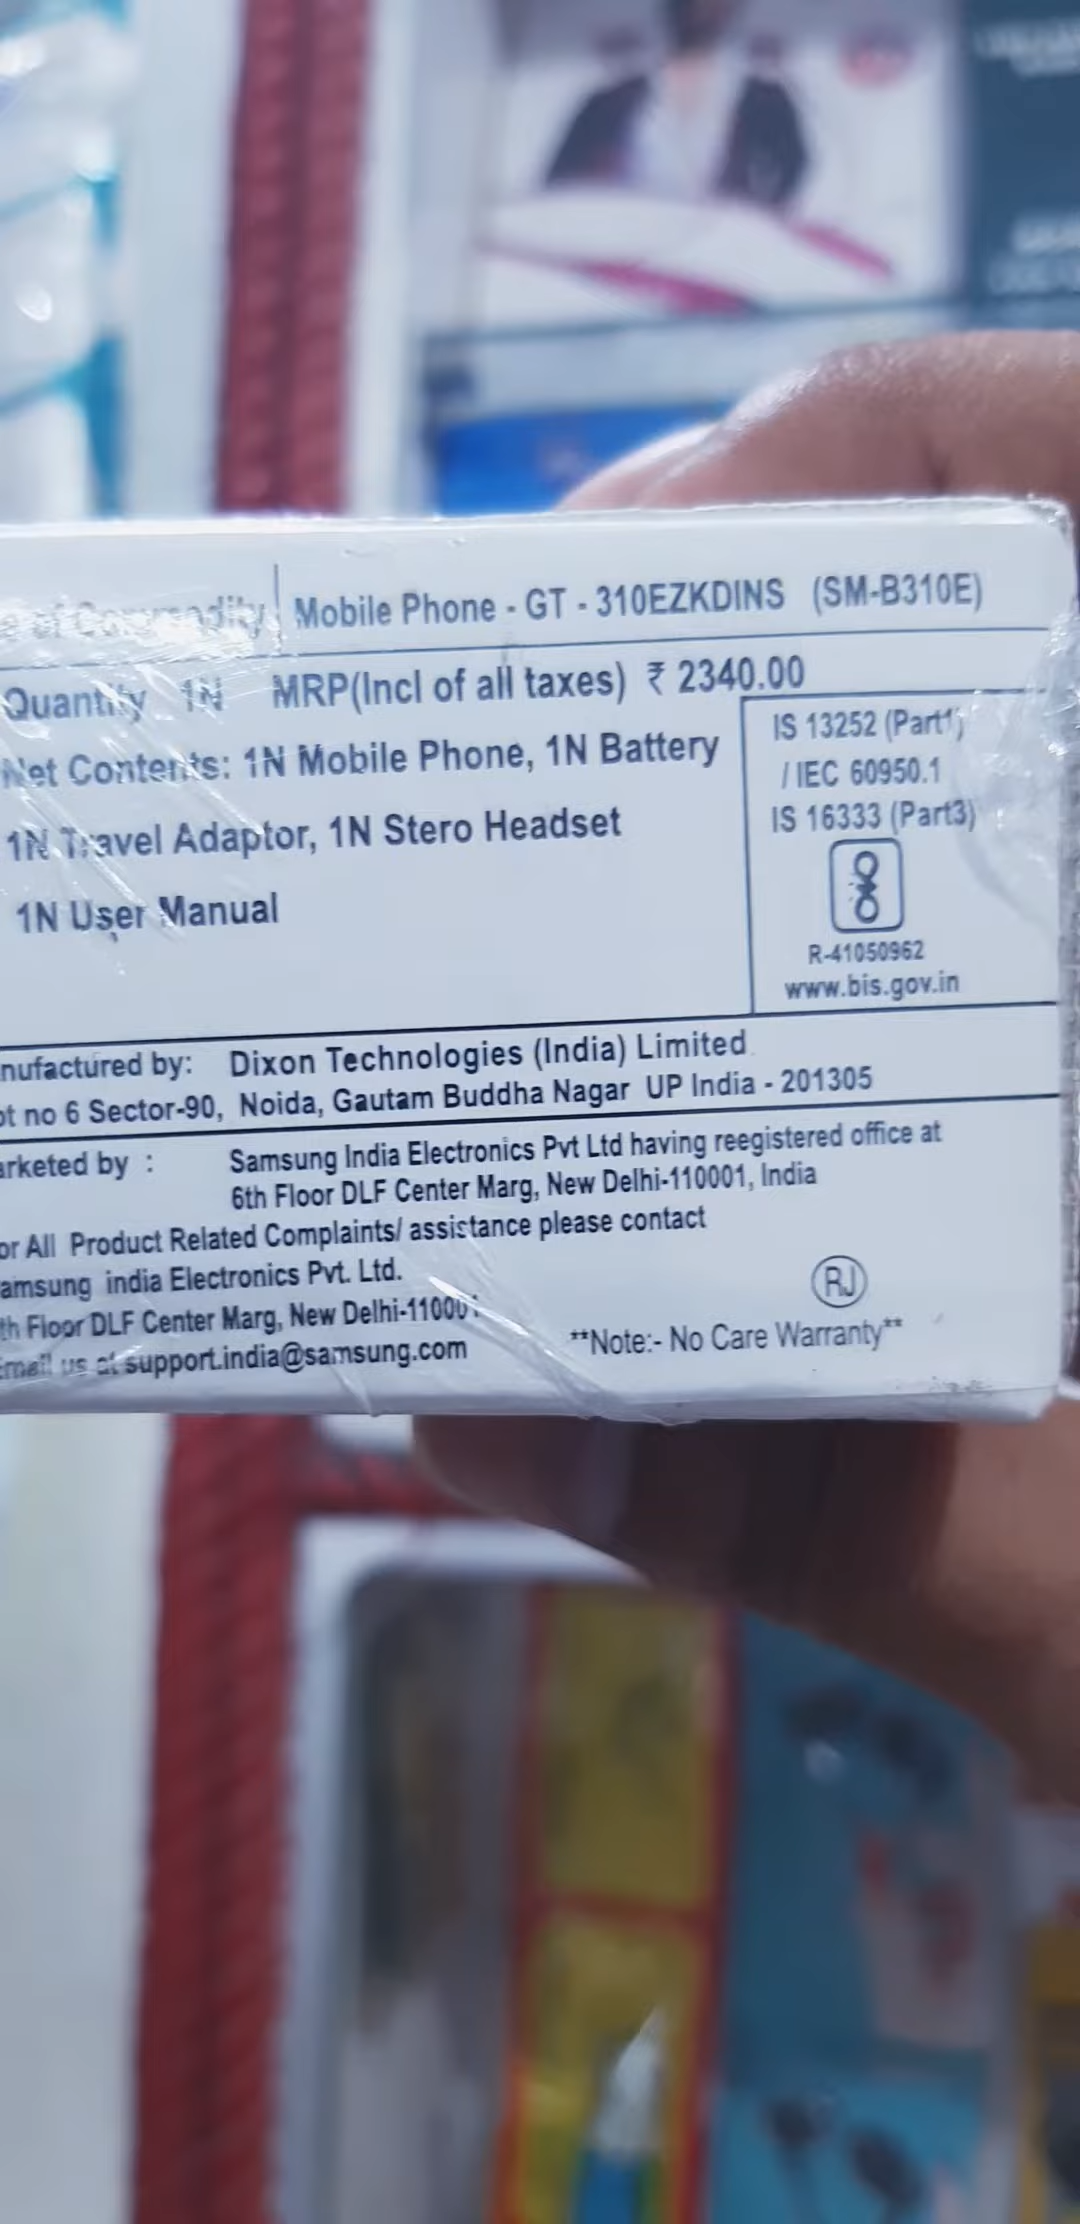 of Commodity Mobile Phone - GT - 310EZKDINS (SM-B310E)
Quantity 1N MRP(Incl of all taxes) ₹ 2340.00
Net Contents: 1N Mobile Phone, 1N Battery
1N Travel Adaptor, 1N Stero Headset
1N User Manual
IS 13252 (Part1)
/ IEC 60950.1
IS 16333 (Part3)
R-41050962
www.bis.gov.in
nufactured by: Dixon Technologies (India) Limited
ot no 6 Sector-90, Noida, Gautam Buddha Nagar UP India - 201305
arketed by : Samsung India Electronics Pvt Ltd having reegistered office at
6th Floor DLF Center Marg, New Delhi-110001, India
or All Product Related Complaints/ assistance please contact
amsung india Electronics Pvt. Ltd.
th Floor DLF Center Marg, New Delhi-110001
Email us at support.india@samsung.com
RJ
**Note:- No Care Warranty**